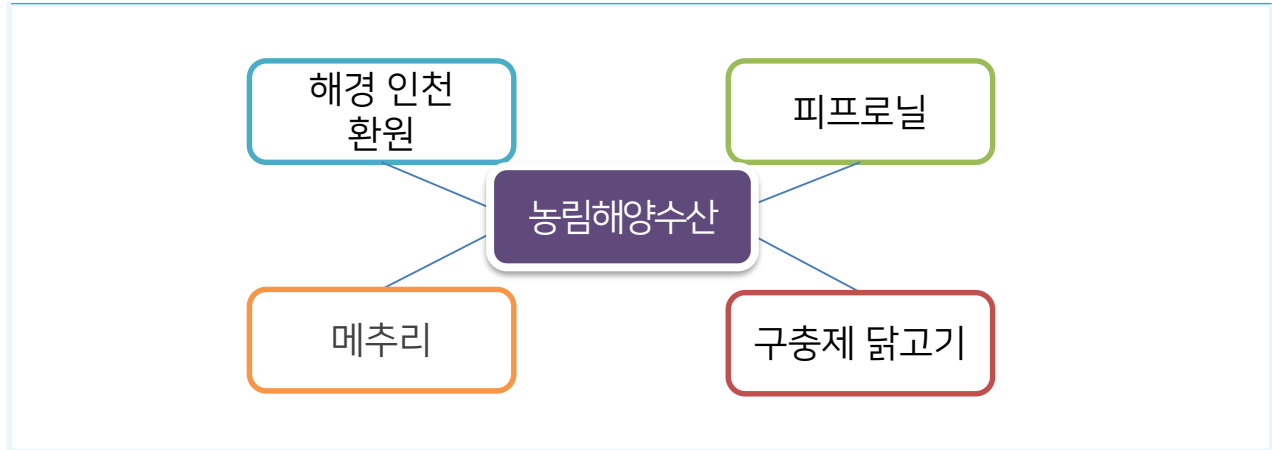 해경 인천
환원
피프로닐
농림해양수산
메추리
구충제 닭고기